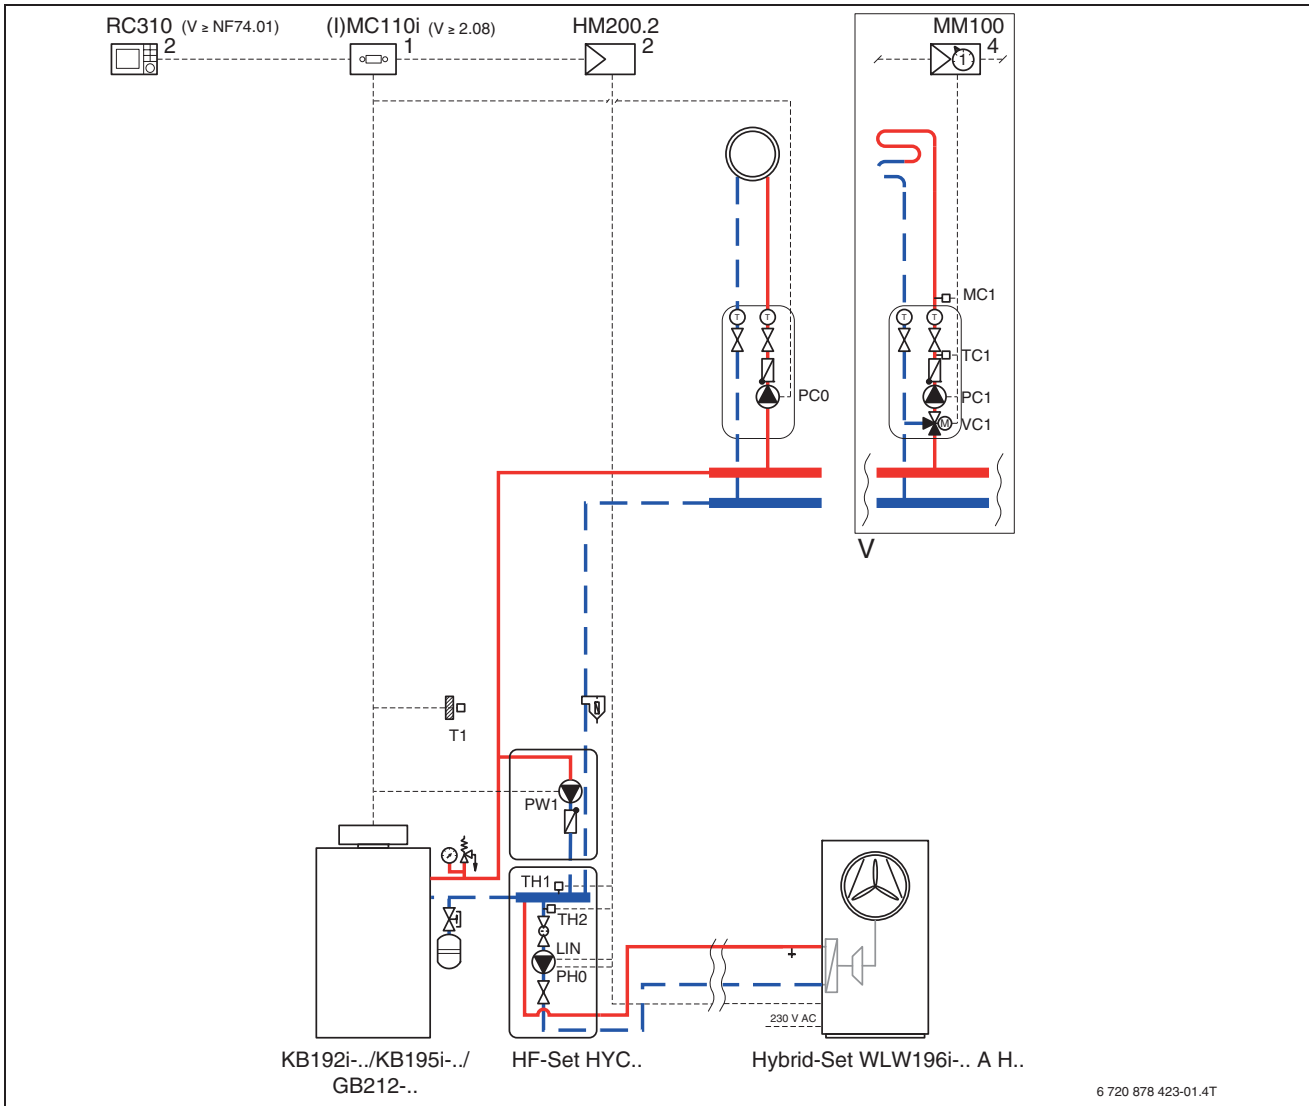 RC310 (V ≥ NF74.01)
2
(I)MC110i (V ≥ 2.08)
1
HM200.2
2
MM100
4
1
T
T
T
T
MC1
TC1
PC0
PC1
M
VC1
V
T1
PW1
TH1
TH2
LIN
PH0
+
230 V AC
KB192i-../KB195i-../
GB212-..
HF-Set HYC..
Hybrid-Set WLW196i-.. A H..
6 720 878 423-01.4T